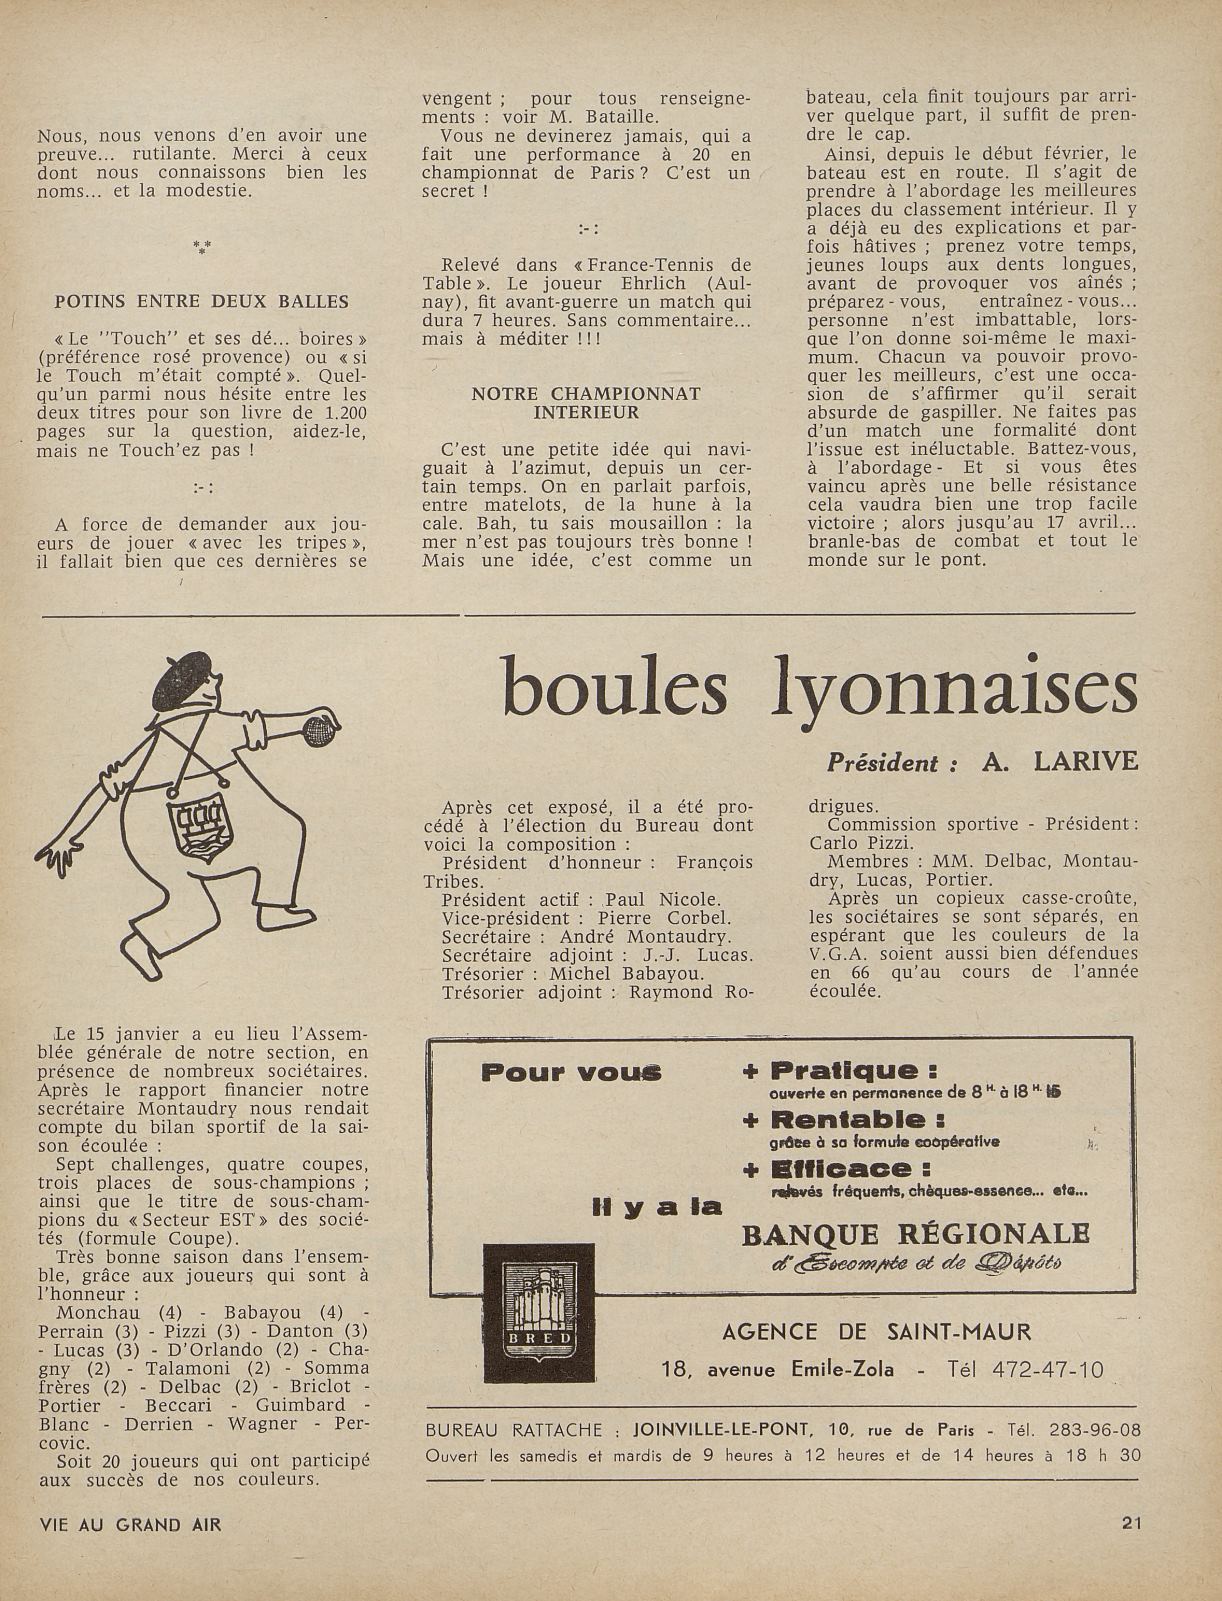 Nous, nous venons d'en avoir une
preuve... rutilante. Merci à ceux
dont nous connaissons bien les
noms... et la modestie.
***
POTINS ENTRE DEUX BALLES
« Le ''Touch'' et ses dé... boires »
(préférence rosé provence) ou « si
le Touch m'était compté ». Quel-
qu'un parmi nous hésite entre les
deux titres pour son livre de 1.200
pages sur la question, aidez-le,
mais ne Touch'ez pas !
:-:
A force de demander aux jou-
eurs de jouer « avec les tripes »,
il fallait bien que ces dernières se
vengent ; pour tous renseigne-
ments : voir M. Bataille.
Vous ne devinerez jamais, qui a
fait une performance à 20 en
championnat de Paris ? C'est un
secret !
:-:
Relevé dans « France-Tennis de
Table ». Le joueur Ehrlich (Aul-
nay), fit avant-guerre un match qui
dura 7 heures. Sans commentaire...
mais à méditer ! ! !
NOTRE CHAMPIONNAT
INTERIEUR
C'est une petite idée qui navi-
guait à l'azimut, depuis un cer-
tain temps. On en parlait parfois,
entre matelots, de la hune à la
cale. Bah, tu sais mousaillon : la
mer n'est pas toujours très bonne !
Mais une idée, c'est comme un
bateau, cela finit toujours par arri-
ver quelque part, il suffit de pren-
dre le cap.
Ainsi, depuis le début février, le
bateau est en route. Il s'agit de
prendre à l'abordage les meilleures
places du classement intérieur. Il y
a déjà eu des explications et par-
fois hâtives ; prenez votre temps,
jeunes loups aux dents longues,
avant de provoquer vos aînés ;
préparez - vous, entraînez - vous...
personne n'est imbattable, lors-
que l'on donne soi-même le maxi-
mum. Chacun va pouvoir provo-
quer les meilleurs, c'est une occa-
sion de s'affirmer qu'il serait
absurde de gaspiller. Ne faites pas
d'un match une formalité dont
l'issue est inéluctable. Battez-vous,
à l'abordage - Et si vous êtes
vaincu après une belle résistance
cela vaudra bien une trop facile
victoire ; alors jusqu'au 17 avril...
branle-bas de combat et tout le
monde sur le pont.
boules lyonnaises
Président : A. LARIVE
Le 15 janvier a eu lieu l'Assem-
blée générale de notre section, en
présence de nombreux sociétaires.
Après le rapport financier notre
secrétaire Montaudry nous rendait
compte du bilan sportif de la sai-
son écoulée :
Sept challenges, quatre coupes,
trois places de sous-champions ;
ainsi que le titre de sous-cham-
pions du « Secteur EST » des socié-
tés (formule Coupe).
Très bonne saison dans l'ensem-
ble, grâce aux joueurs qui sont à
l'honneur :
Monchau (4) - Babayou (4) -
Perrain (3) - Pizzi (3) - Danton (3)
- Lucas (3) - D'Orlando (2) - Cha-
gny (2) - Talamoni (2) - Somma
frères (2) - Delbac (2) - Briclot -
Portier - Beccari - Guimbard -
Blanc - Derrien - Wagner - Per-
covic.
Soit 20 joueurs qui ont participé
aux succès de nos couleurs.
Après cet exposé, il a été pro-
cédé à l'élection du Bureau dont
voici la composition :
Président d'honneur : François
Tribes.
Président actif : Paul Nicole.
Vice-président : Pierre Corbel.
Secrétaire : André Montaudry.
Secrétaire adjoint : J.-J. Lucas.
Trésorier : Michel Babayou.
Trésorier adjoint : Raymond Ro-
drigues.
Commission sportive - Président :
Carlo Pizzi.
Membres : MM. Delbac, Montau-
dry, Lucas, Portier.
Après un copieux casse-croûte,
les sociétaires se sont séparés, en
espérant que les couleurs de la
V.G.A. soient aussi bien défendues
en 66 qu'au cours de l'année
écoulée.
Pour vous
+ Pratique :
ouverte en permanence de 8 H. à 18 H. 15
+ Rentable :
grâce à sa formule coopérative
+ Efficace :
relevés fréquents, chèques-essence... etc...
Il y a la
BANQUE RÉGIONALE
d'Escompte et de Dépôts
BRED
AGENCE DE SAINT-MAUR
18, avenue Emile-Zola - Tél 472-47-10
BUREAU RATTACHE : JOINVILLE-LE-PONT, 10, rue de Paris - Tél. 283-96-08
Ouvert les samedis et mardis de 9 heures à 12 heures et de 14 heures à 18 h 30
VIE AU GRAND AIR
21